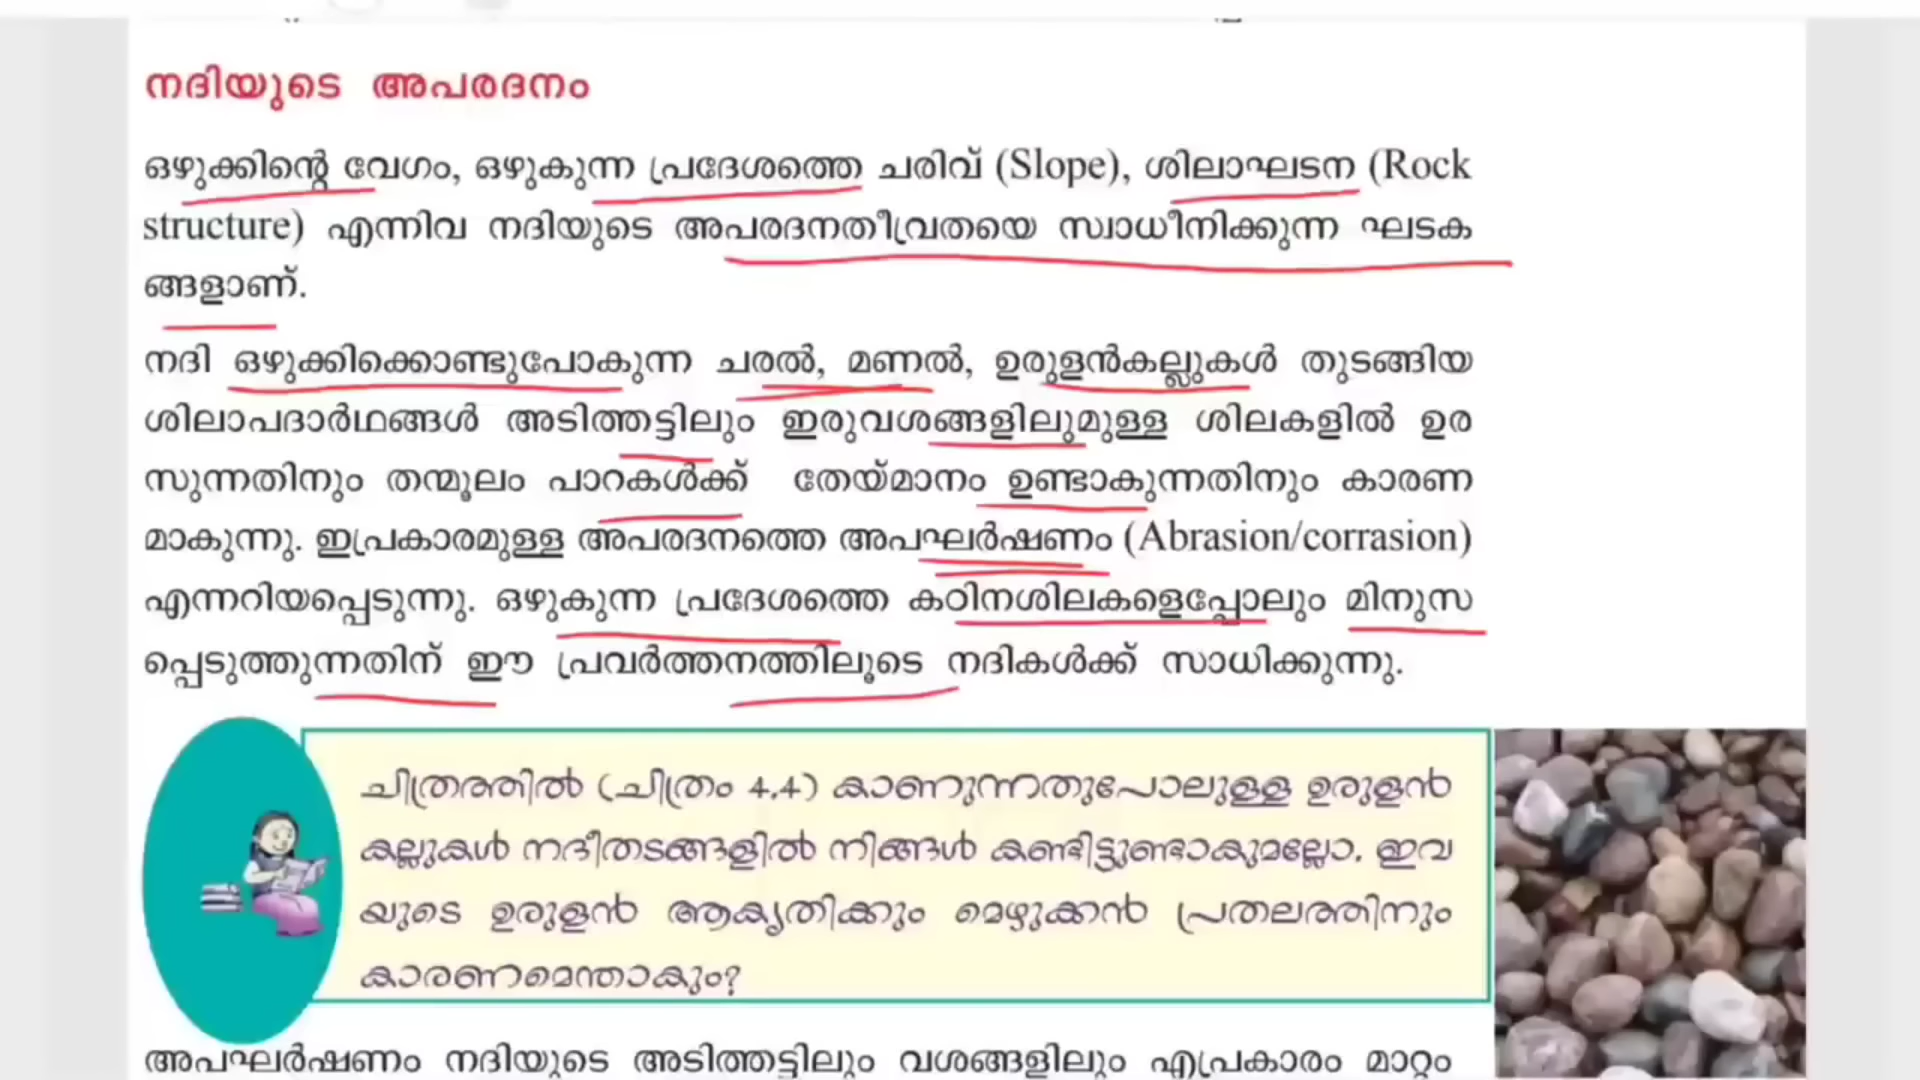 നദിയുടെ അപരദനം
ഒഴുക്കിന്റെ വേഗം, ഒഴുകുന്ന പ്രദേശത്തെ ചരിവ് (Slope), ശിലാഘടന (Rock
structure) എന്നിവ നദിയുടെ അപരദനതീവ്രതയെ സ്വാധീനിക്കുന്ന ഘടക
ങ്ങളാണ്.
നദി ഒഴുക്കിക്കൊണ്ടുപോകുന്ന ചരൽ, മണൽ, ഉരുളൻകല്ലുകൾ തുടങ്ങിയ
ശിലാപദാർഥങ്ങൾ അടിത്തട്ടിലും ഇരുവശങ്ങളിലുമുള്ള ശിലകളിൽ ഉര
സുന്നതിനും തന്മൂലം പാറകൾക്ക് തേയ്മാനം ഉണ്ടാകുന്നതിനും കാരണ
മാകുന്നു. ഇപ്രകാരമുള്ള അപരദനത്തെ അപഘർഷണം (Abrasion/corrasion)
എന്നറിയപ്പെടുന്നു. ഒഴുകുന്ന പ്രദേശത്തെ കഠിനശിലകളെപ്പോലും മിനുസ
പ്പെടുത്തുന്നതിന് ഈ പ്രവർത്തനത്തിലൂടെ നദികൾക്ക് സാധിക്കുന്നു.
ചിത്രത്തിൽ (ചിത്രം 4.4) കാണുന്നതുപോലുള്ള ഉരുളൻ
കല്ലുകൾ നദീതടങ്ങളിൽ നിങ്ങൾ കണ്ടിട്ടുണ്ടാകുമല്ലോ. ഇവ
യുടെ ഉരുളൻ ആകൃതിക്കും മെഴുക്കൻ പ്രതലത്തിനും
കാരണമെന്താകും?
അപഘർഷണം നദിയുടെ അടിത്തട്ടിലും വശങ്ങളിലും എപ്രകാരം മാറ്റം